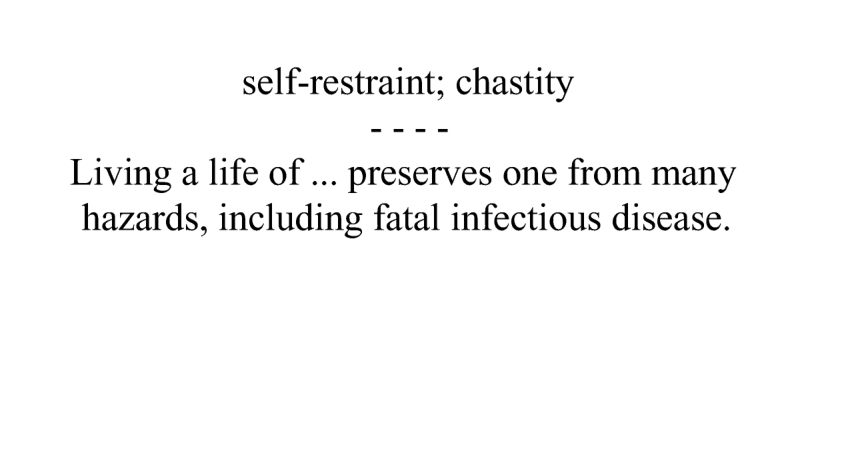 self-restraint; chastity
- - - -
Living a life of ... preserves one from many
hazards, including fatal infectious disease.